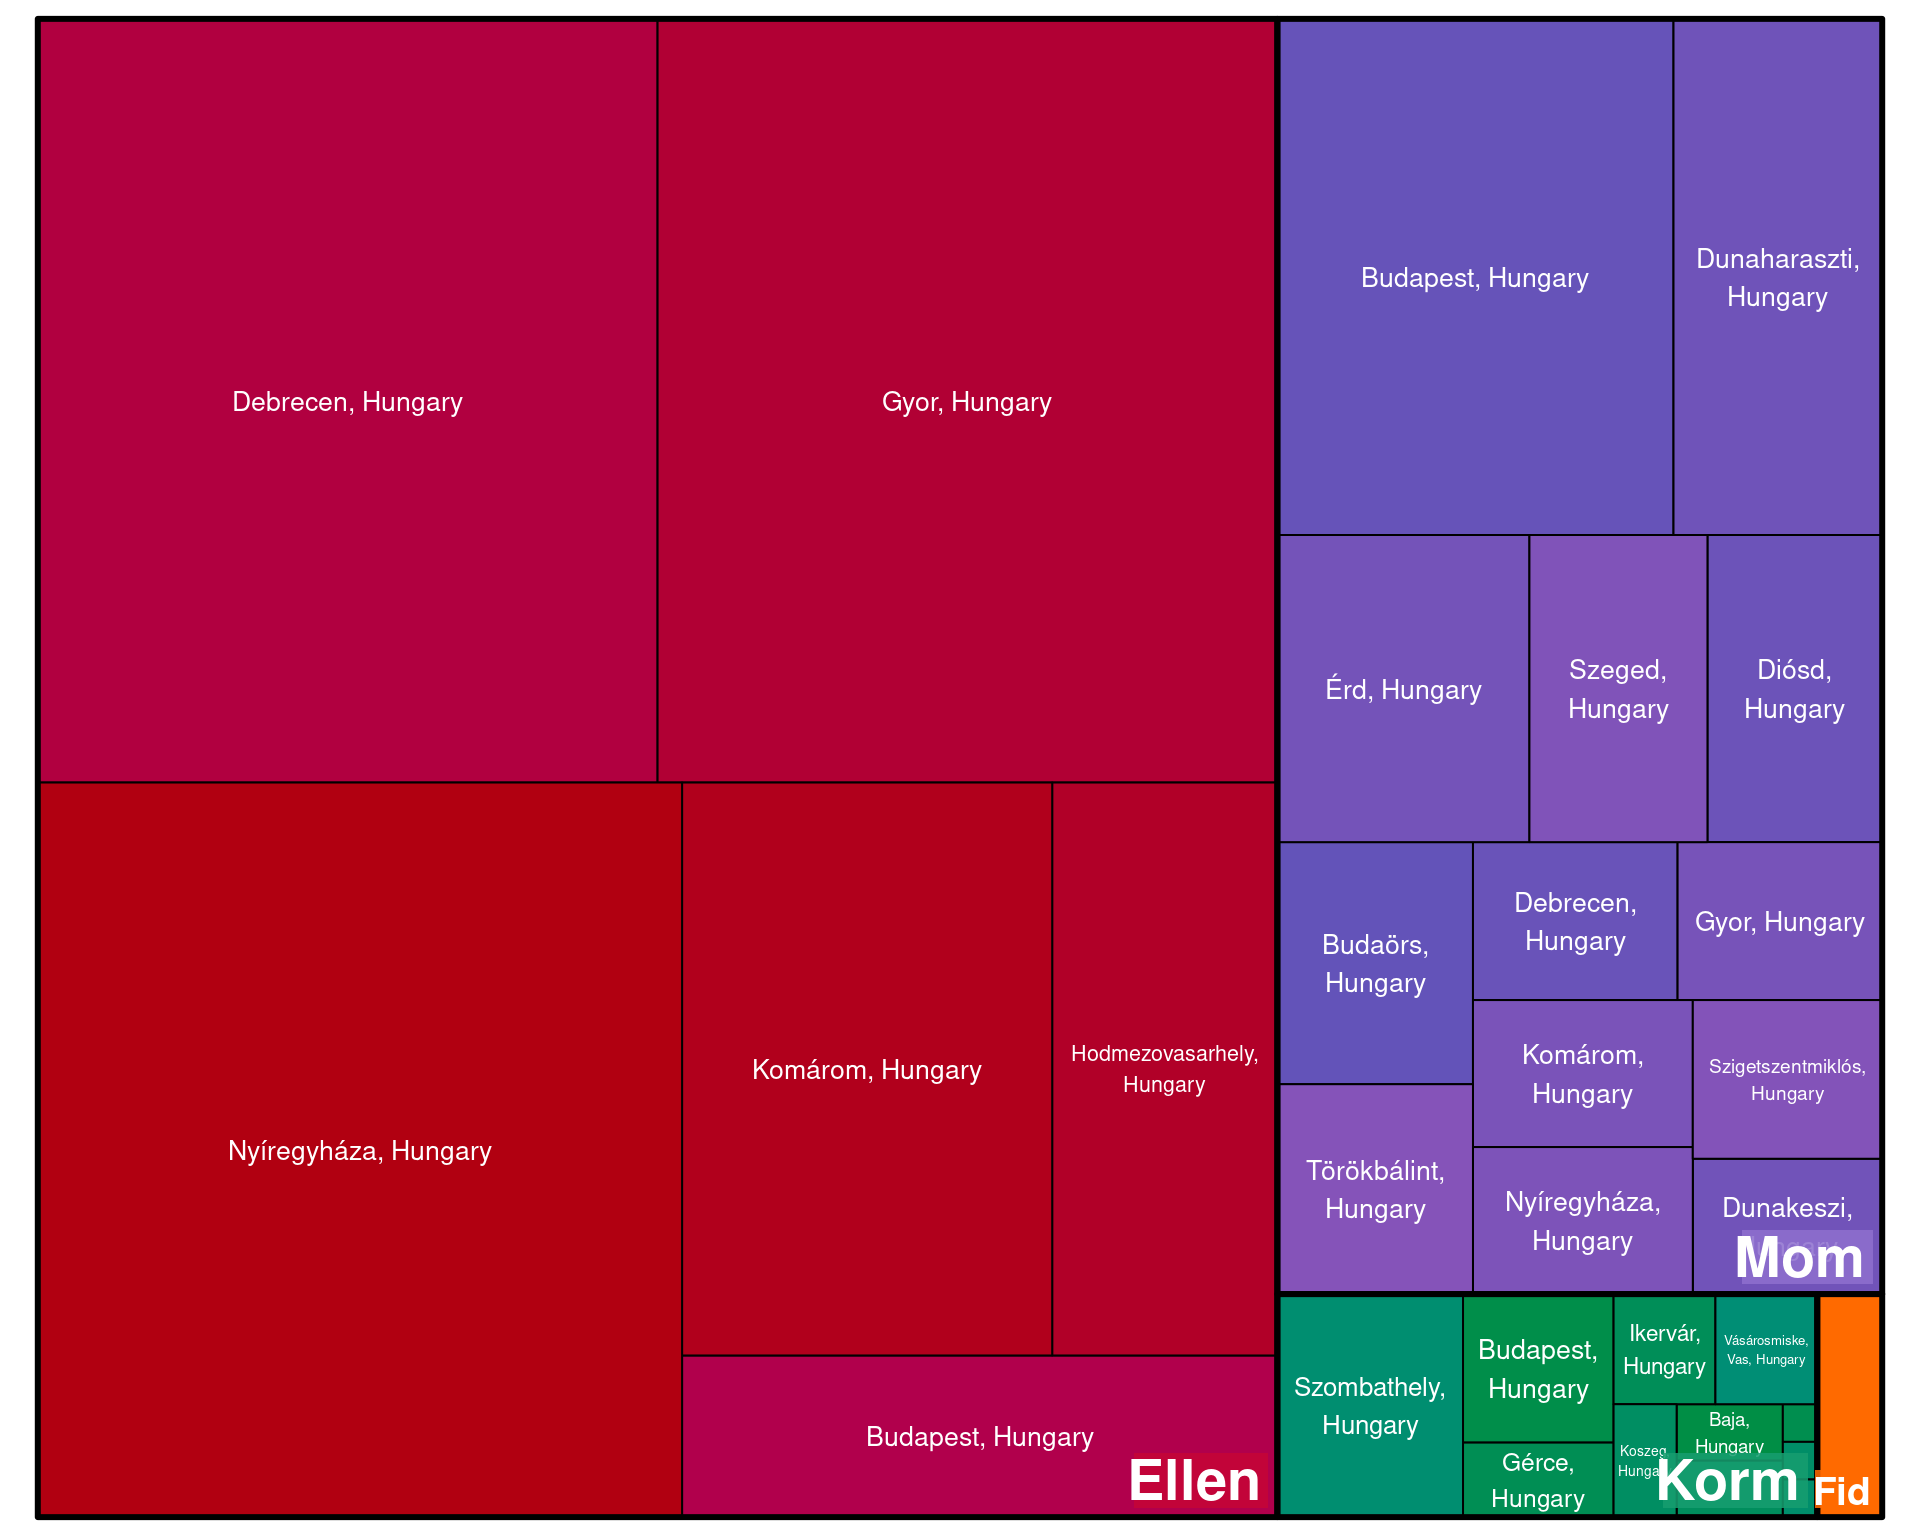 Debrecen, Hungary
Gyor, Hungary
Nyíregyháza, Hungary
Komárom, Hungary
Hodmezovasarhely,
Hungary
Budapest, Hungary
Ellen
Budapest, Hungary
Dunaharaszti,
Hungary
Érd, Hungary
Szeged,
Hungary
Diósd,
Hungary
Budaörs,
Hungary
Debrecen,
Hungary
Gyor, Hungary
Komárom,
Hungary
Szigetszentmiklós,
Hungary
Törökbálint,
Hungary
Nyíregyháza,
Hungary
Dunakeszi,
Mom
Szombathely,
Hungary
Budapest,
Hungary
Gérce,
Hungary
Ikervár,
Hungary
Vásárosmiske,
Vas, Hungary
Koszeg
Baja,
Hungary
Korm
Fid